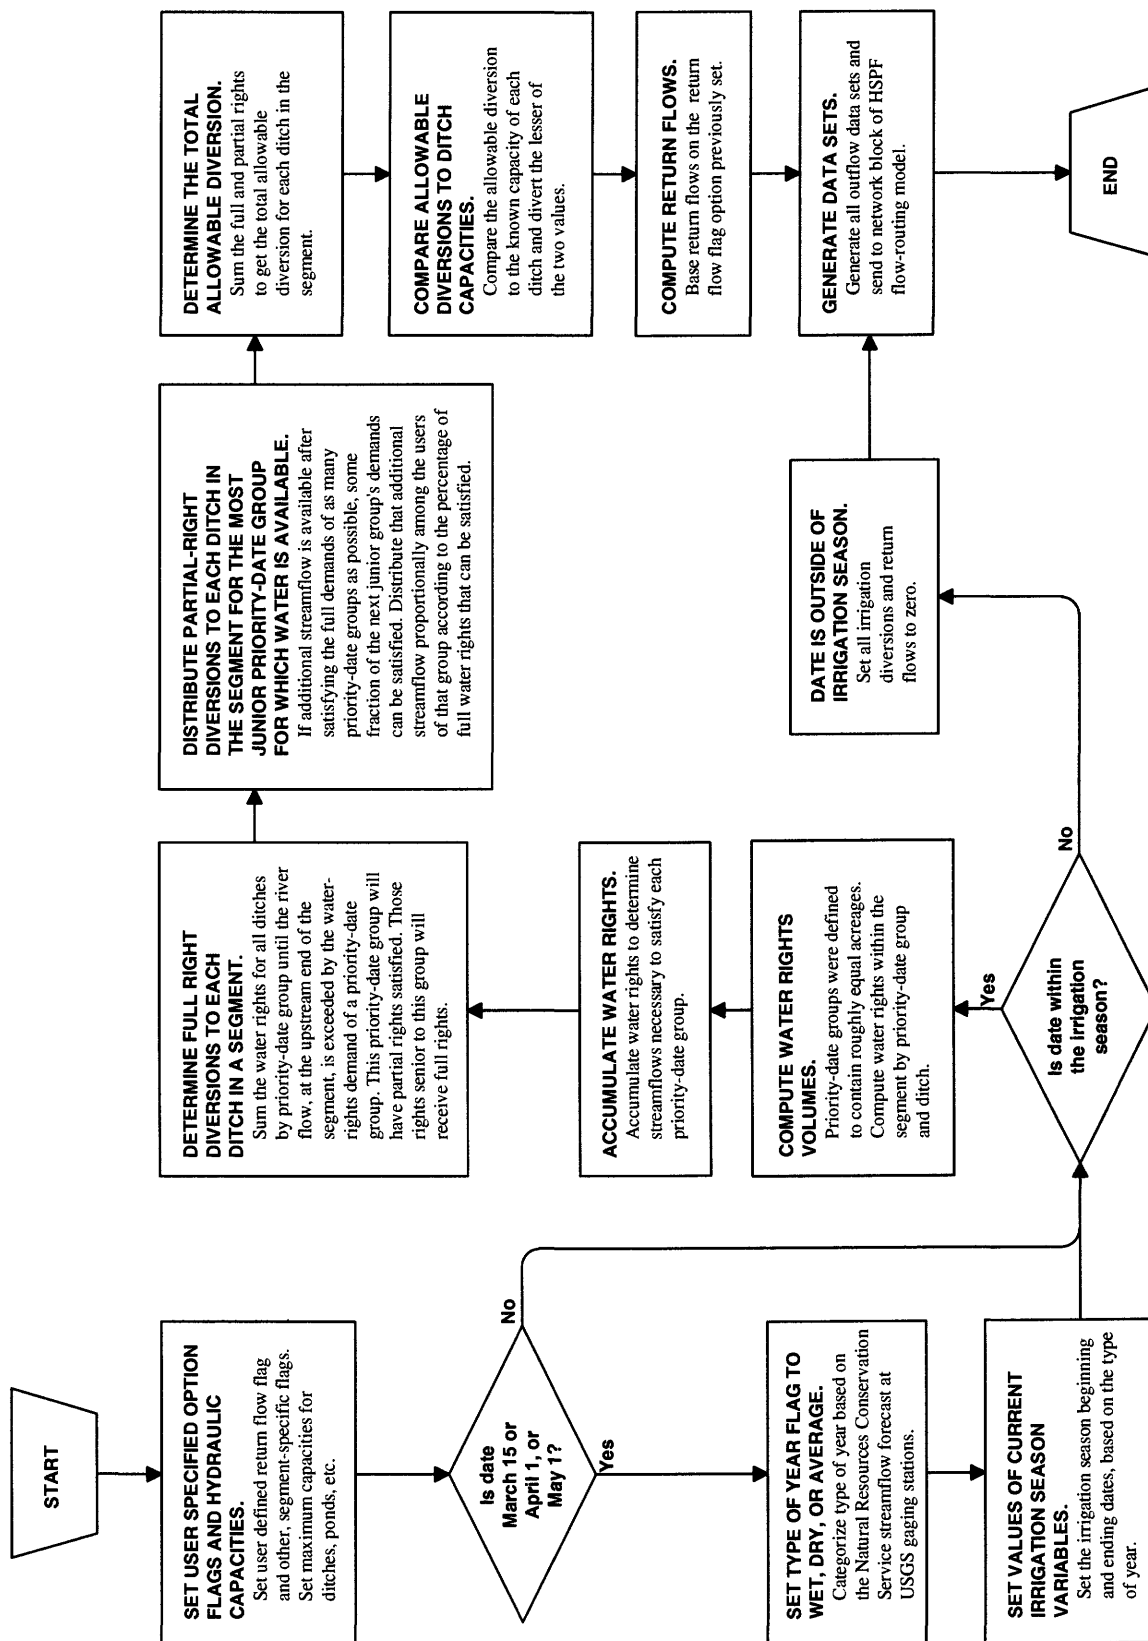 START
SET USER SPECIFIED OPTION
FLAGS AND HYDRAULIC
CAPACITIES.
Set user defined return flow flag
and other, segment-specific flags.
Set maximum capacities for
ditches, ponds, etc.
Is date
March 15 or
April 1, or
May 1?
No
Yes
SET TYPE OF YEAR FLAG TO
WET, DRY, OR AVERAGE.
Categorize type of year based on
the Natural Resources Conservation
Service streamflow forecast at
USGS gaging stations.
SET VALUES OF CURRENT
IRRIGATION SEASON
VARIABLES.
Set the irrigation season beginning
and ending dates, based on the type
of year.
Is date within
the irrigation
season?
Yes
No
COMPUTE WATER RIGHTS
VOLUMES.
Priority-date groups were defined
to contain roughly equal acreages.
Compute water rights within the
segment by priority-date group
and ditch.
ACCUMULATE WATER RIGHTS.
Accumulate water rights to determine
streamflows necessary to satisfy each
priority-date group.
DETERMINE FULL RIGHT
DIVERSIONS TO EACH
DITCH IN A SEGMENT.
Sum the water rights for all ditches
by priority-date group until the river
flow, at the upstream end of the
segment, is exceeded by the water-
rights demand of a priority-date
group. This priority-date group will
have partial rights satisfied. Those
rights senior to this group will
receive full rights.
DISTRIBUTE PARTIAL-RIGHT
DIVERSIONS TO EACH DITCH IN
THE SEGMENT FOR THE MOST
JUNIOR PRIORITY-DATE GROUP
FOR WHICH WATER IS AVAILABLE.
If additional streamflow is available after
satisfying the full demands of as many
priority-date groups as possible, some
fraction of the next junior group's demands
can be satisfied. Distribute that additional
streamflow proportionally among the users
of that group according to the percentage of
full water rights that can be satisfied.
DATE IS OUTSIDE OF
IRRIGATION SEASON.
Set all irrigation
diversions and return
flows to zero.
DETERMINE THE TOTAL
ALLOWABLE DIVERSION.
Sum the full and partial rights
to get the total allowable
diversion for each ditch in the
segment.
COMPARE ALLOWABLE
DIVERSIONS TO DITCH
CAPACITIES.
Compare the allowable diversion
to the known capacity of each
ditch and divert the lesser of
the two values.
COMPUTE RETURN FLOWS.
Base return flows on the return
flow flag option previously set.
GENERATE DATA SETS.
Generate all outflow data sets and
send to network block of HSPF
flow-routing model.
END